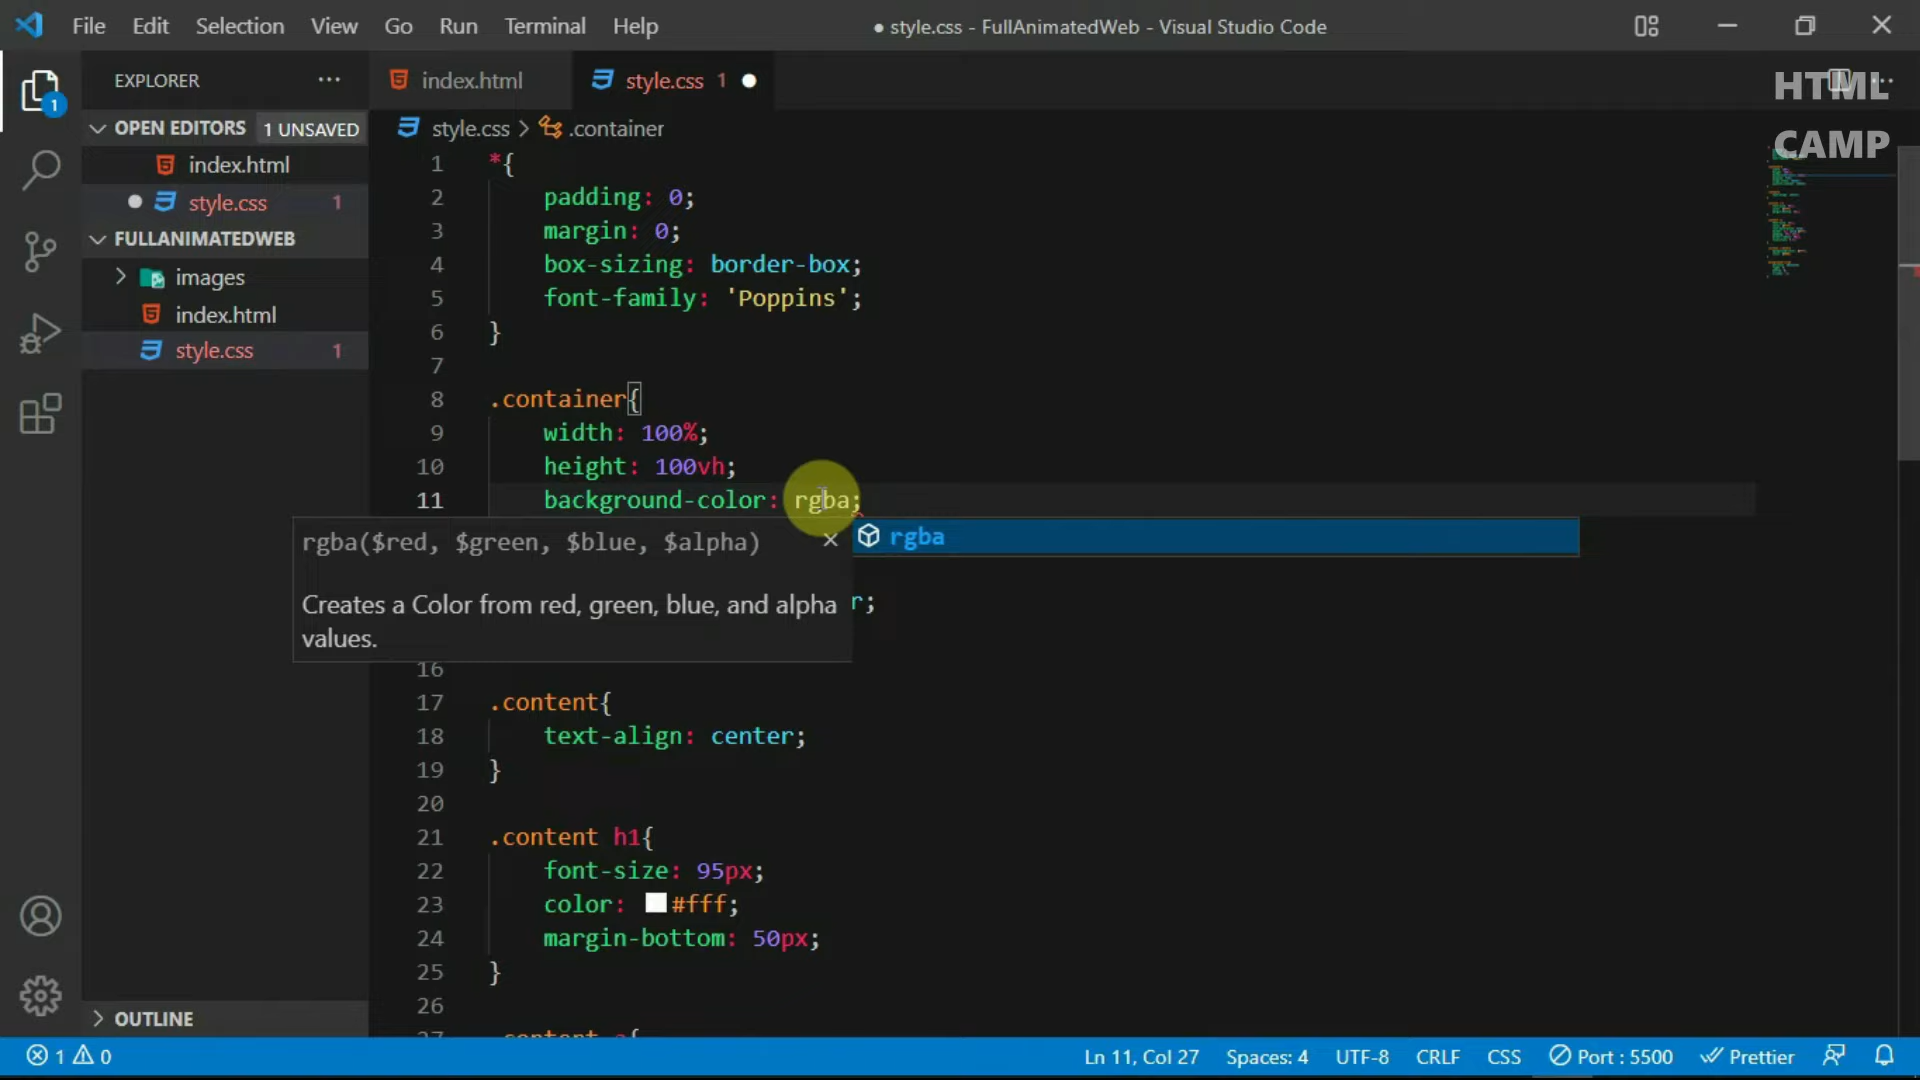 File Edit Selection View Go Run Terminal Help
● style.css - FullAnimatedWeb - Visual Studio Code
EXPLORER
index.html
style.css 1
HTML
CAMP
OPEN EDITORS 1 UNSAVED
index.html
style.css 1
FULLANIMATEDWEB
images
index.html
style.css 1
OUTLINE
style.css > .container
1 *{
2 padding: 0;
3 margin: 0;
4 box-sizing: border-box;
5 font-family: 'Poppins';
6 }
7
8 .container{
9 width: 100%;
10 height: 100vh;
11 background-color: rgba;
rgba($red, $green, $blue, $alpha)
rgba
Creates a Color from red, green, blue, and alpha
values.
r;
16
17 .content{
18 text-align: center;
19 }
20
21 .content h1{
22 font-size: 95px;
23 color: #fff;
24 margin-bottom: 50px;
25 }
26
27 .content a{
1 0
Ln 11, Col 27 Spaces: 4 UTF-8 CRLF CSS Port : 5500 Prettier